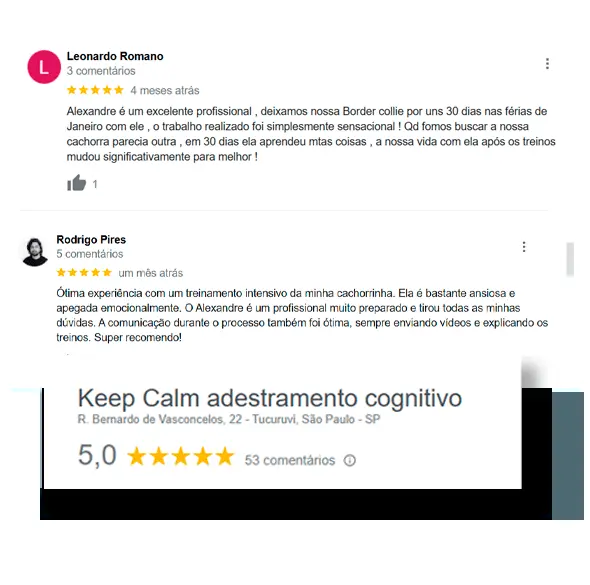 L
Leonardo Romano
3 comentários
4 meses atrás
Alexandre é um excelente profissional , deixamos nossa Border collie por uns 30 dias nas férias de
Janeiro com ele , o trabalho realizado foi simplesmente sensacional ! Qd fomos buscar a nossa
cachorra parecia outra , em 30 dias ela aprendeu mtas coisas , a nossa vida com ela após os treinos
mudou significativamente para melhor !
1
Rodrigo Pires
5 comentários
um mês atrás
Ótima experiência com um treinamento intensivo da minha cachorrinha. Ela é bastante ansiosa e
apegada emocionalmente. O Alexandre é um profissional muito preparado e tirou todas as minhas
dúvidas. A comunicação durante o processo também foi ótima, sempre enviando vídeos e explicando os
treinos. Super recomendo!
Keep Calm adestramento cognitivo
R. Bernardo de Vasconcelos, 22 - Tucuruvi, São Paulo - SP
5,0
53 comentários